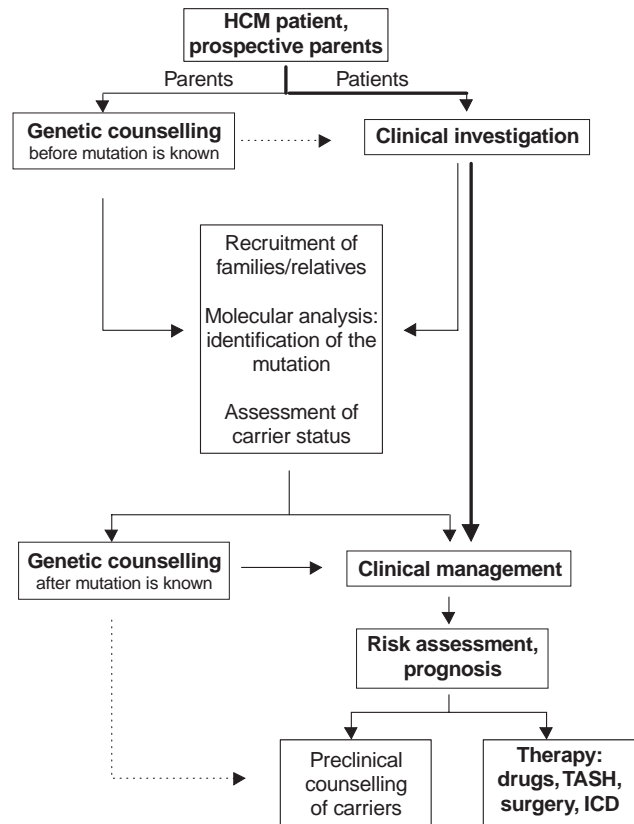 HCM patient,
prospective parents
Parents
Patients
Genetic counselling
before mutation is known
Clinical investigation
Recruitment of
families/relatives
Molecular analysis:
identification of the
mutation
Assessment of
carrier status
Genetic counselling
after mutation is known
Clinical management
Risk assessment,
prognosis
Preclinical
counselling
of carriers
Therapy:
drugs, TASH,
surgery, ICD